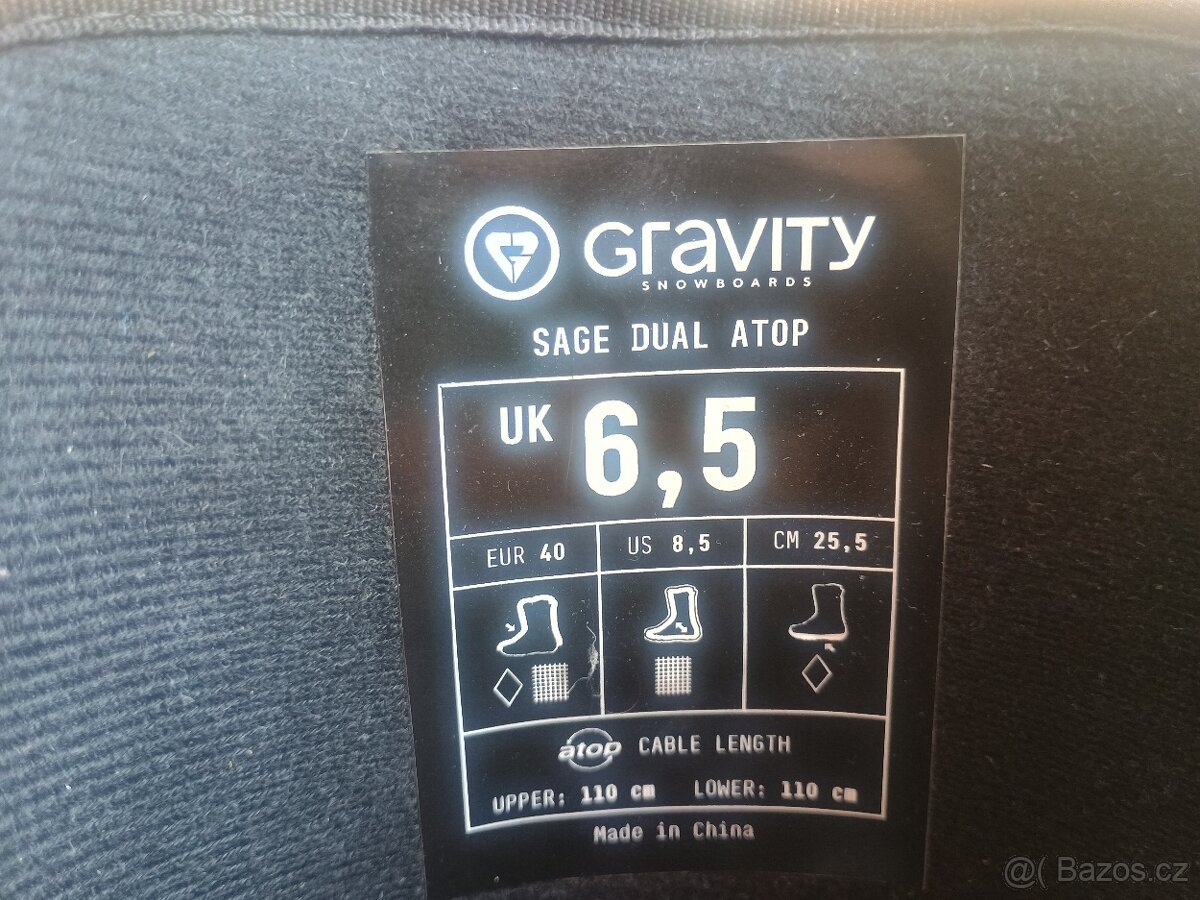 GRAVITY
SNOWBOARDS
SAGE DUAL ATOP
UK 6,5
EUR 40 US 8,5 CM 25,5
atop CABLE LENGTH
UPPER: 110 cm LOWER: 110 cm
Made in China
@( Bazos.cz